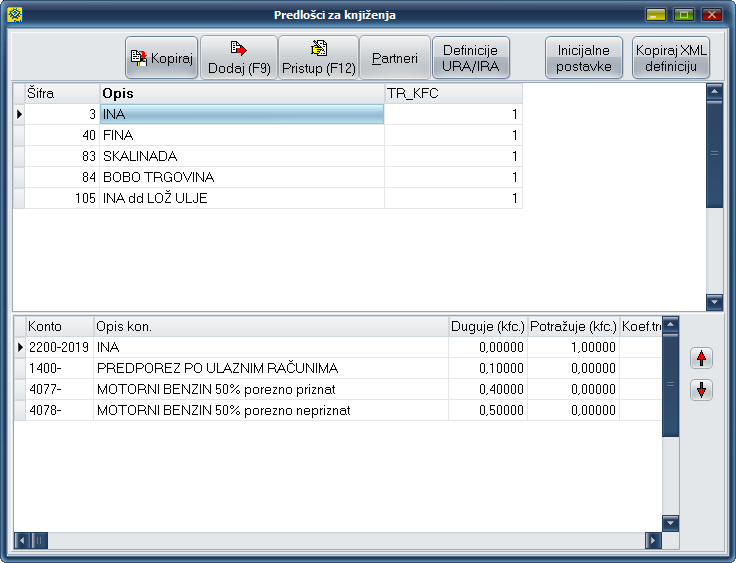 Predlošci za knjiženja
Kopiraj Dodaj (F9) Pristup (F12) Partneri Definicije URA/IRA Inicijalne postavke Kopiraj XML definiciju
Šifra Opis TR_KFC
3 INA 1
40 FINA 1
83 SKALINADA 1
84 BOBO TRGOVINA 1
105 INA dd LOŽ ULJE 1
Konto Opis kon. Duguje (kfc.) Potražuje (kfc.) Koef.tr
2200-2019 INA 0,00000 1,00000
1400- PREDPOREZ PO ULAZNIM RAČUNIMA 0,10000 0,00000
4077- MOTORNI BENZIN 50% porezno priznat 0,40000 0,00000
4078- MOTORNI BENZIN 50% porezno nepriznat 0,50000 0,00000